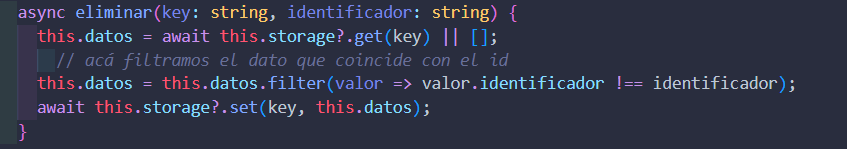 async eliminar(key: string, identificador: string) {
this.datos = await this.storage?.get(key) || [];
// acá filtramos el dato que coincide con el id
this.datos = this.datos.filter(valor => valor.identificador !== identificador);
await this.storage?.set(key, this.datos);
}